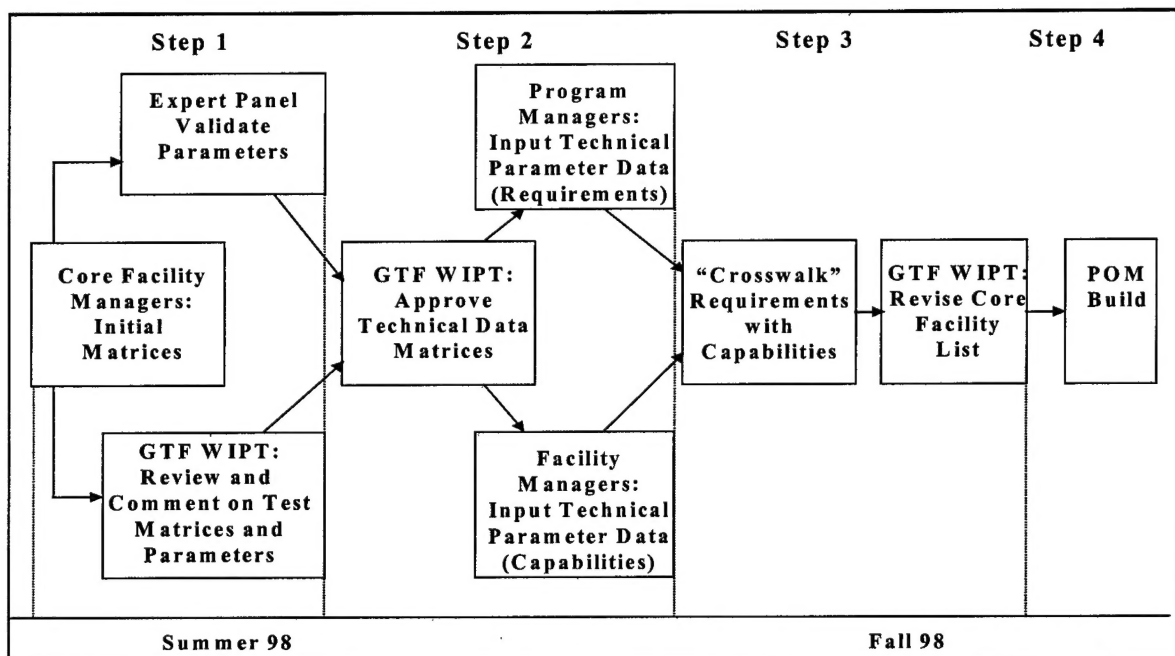 Step 1
Step 2
Step 3
Step 4
Expert Panel
Validate
Parameters
Core Facility
Managers:
Initial
Matrices
GTF WIPT:
Review and
Comment on Test
Matrices and
Parameters
GTF WIPT:
Approve
Technical Data
Matrices
Program
Managers:
Input Technical
Parameter Data
(Requirements)
Facility
Managers:
Input Technical
Parameter Data
(Capabilities)
“Crosswalk”
Requirements
with
Capabilities
GTF WIPT:
Revise Core
Facility
List
POM
Build
Summer 98
Fall 98